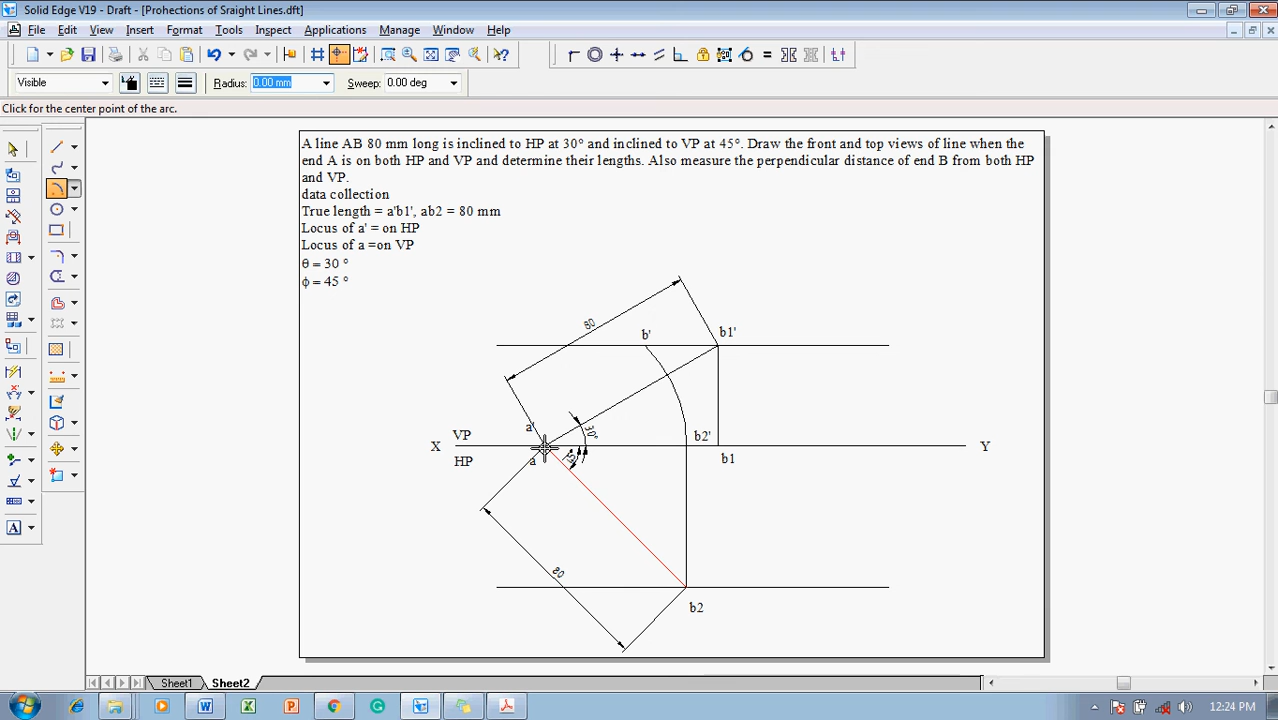 Solid Edge V19 - Draft - [Prohections of Sraight Lines.dft]
File Edit View Insert Format Tools Inspect Applications Manage Window Help
Visible Radius: 0.00 mm Sweep: 0.00 deg
Click for the center point of the arc.
A line AB 80 mm long is inclined to HP at 30° and inclined to VP at 45°. Draw the front and top views of line when the
end A is on both HP and VP and determine their lengths. Also measure the perpendicular distance of end B from both HP
and VP.
data collection
True length = a'b1', ab2 = 80 mm
Locus of a' = on HP
Locus of a =on VP
θ = 30 °
ϕ = 45 °
80
b' b1'
a' 30°
X VP b2' Y
HP a b1
80
b2
Sheet1 Sheet2
12:24 PM